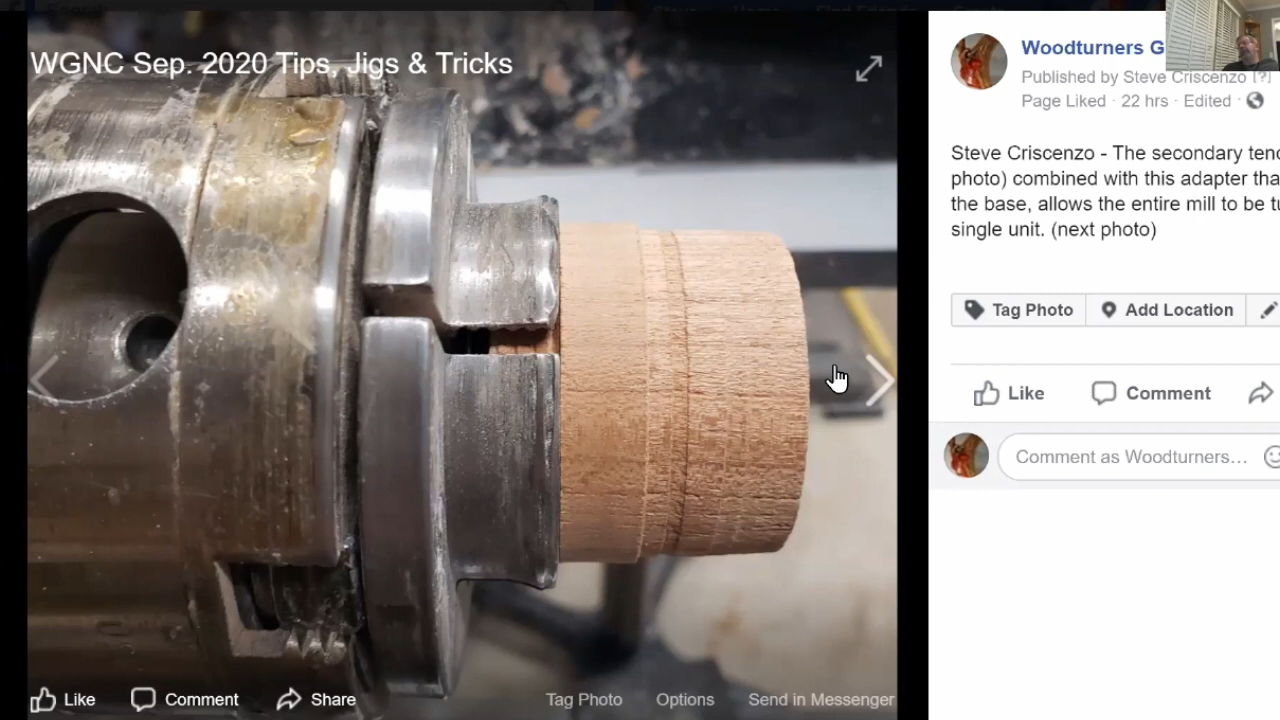 WGNC Sep. 2020 Tips, Jigs & Tricks
Woodturners G
Published by Steve Criscenzo [?]
Page Liked · 22 hrs · Edited ·
Steve Criscenzo - The secondary teno
photo) combined with this adapter tha
the base, allows the entire mill to be tu
single unit. (next photo)
Tag Photo
Add Location
Like
Comment
Comment as Woodturners...
Like
Comment
Share
Tag Photo
Options
Send in Messenger